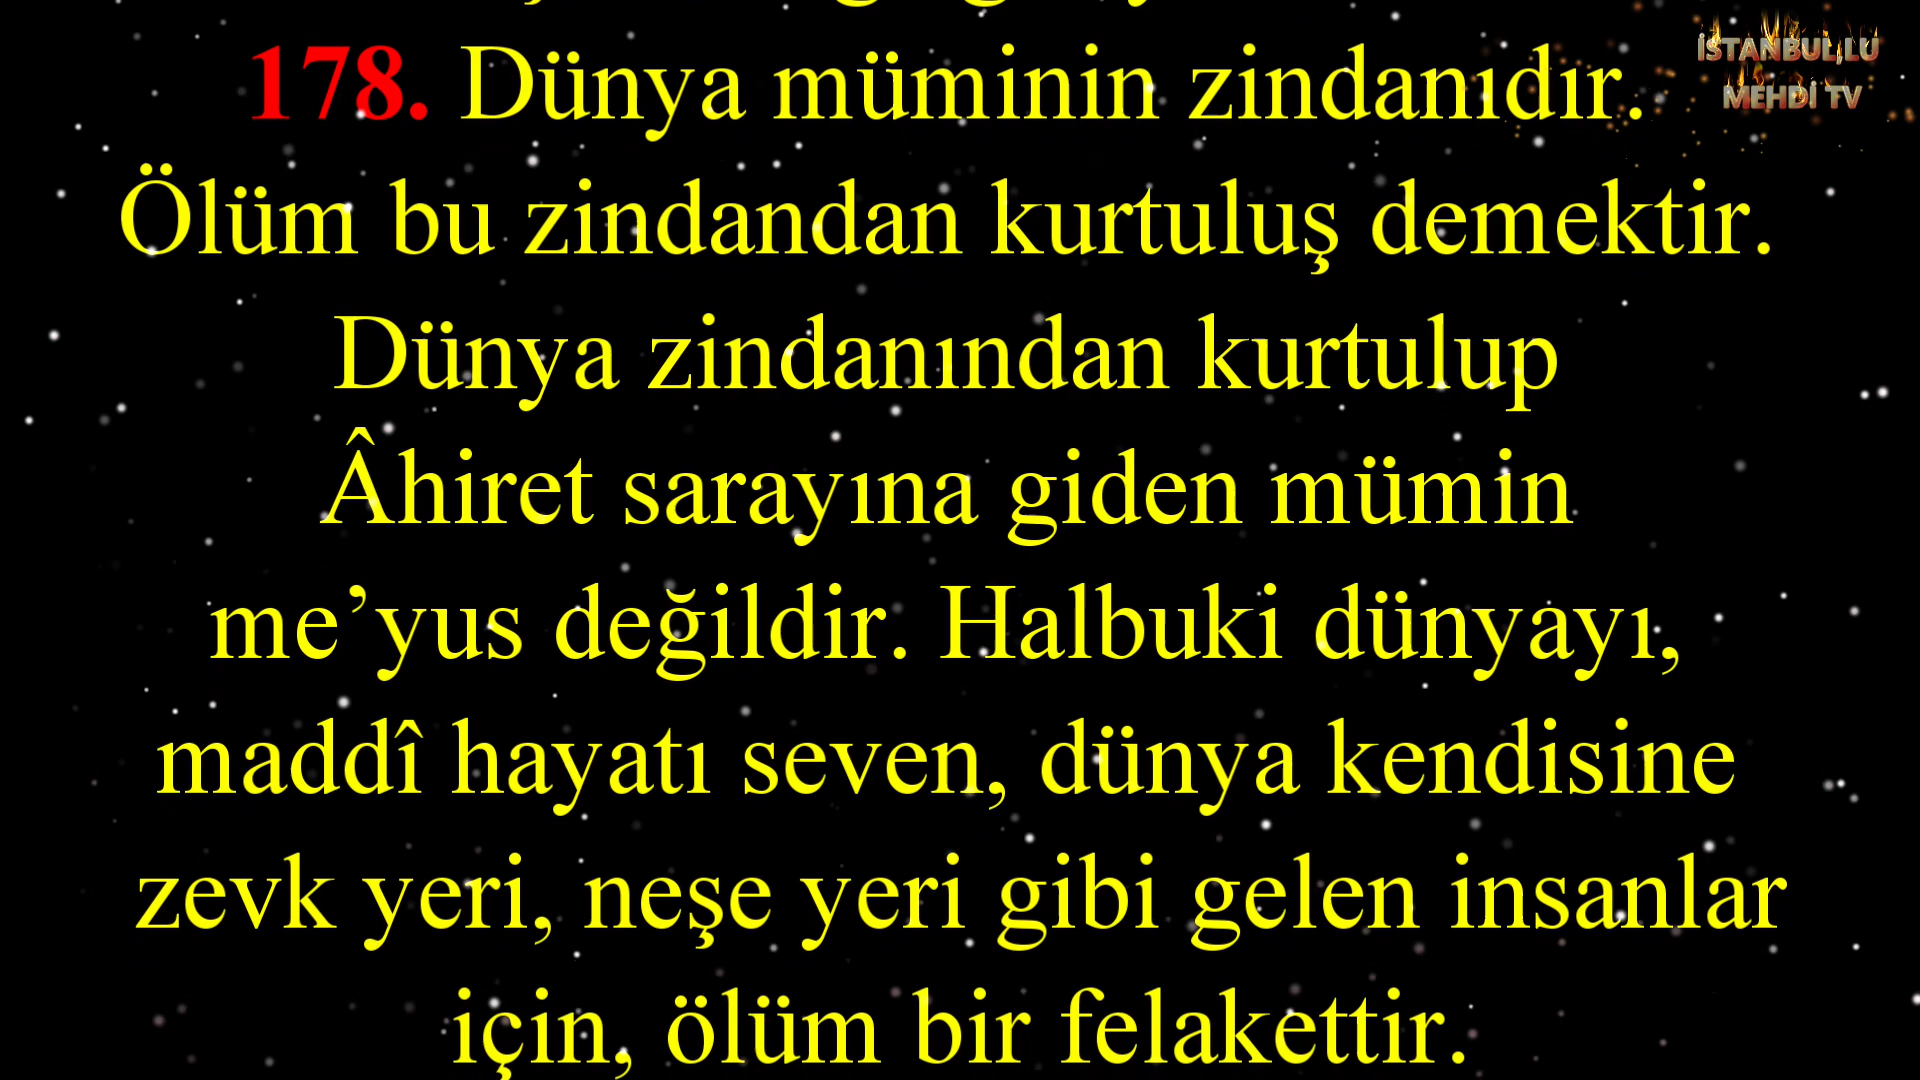 178. Dünya müminin zindanıdır.
Ölüm bu zindandan kurtuluş demektir.
Dünya zindanından kurtulup
Âhiret sarayına giden mümin
me’yus değildir. Halbuki dünyayı,
maddî hayatı seven, dünya kendisine
zevk yeri, neşe yeri gibi gelen insanlar
için, ölüm bir felakettir.
İSTANBUL,LU
MEHDİ TV